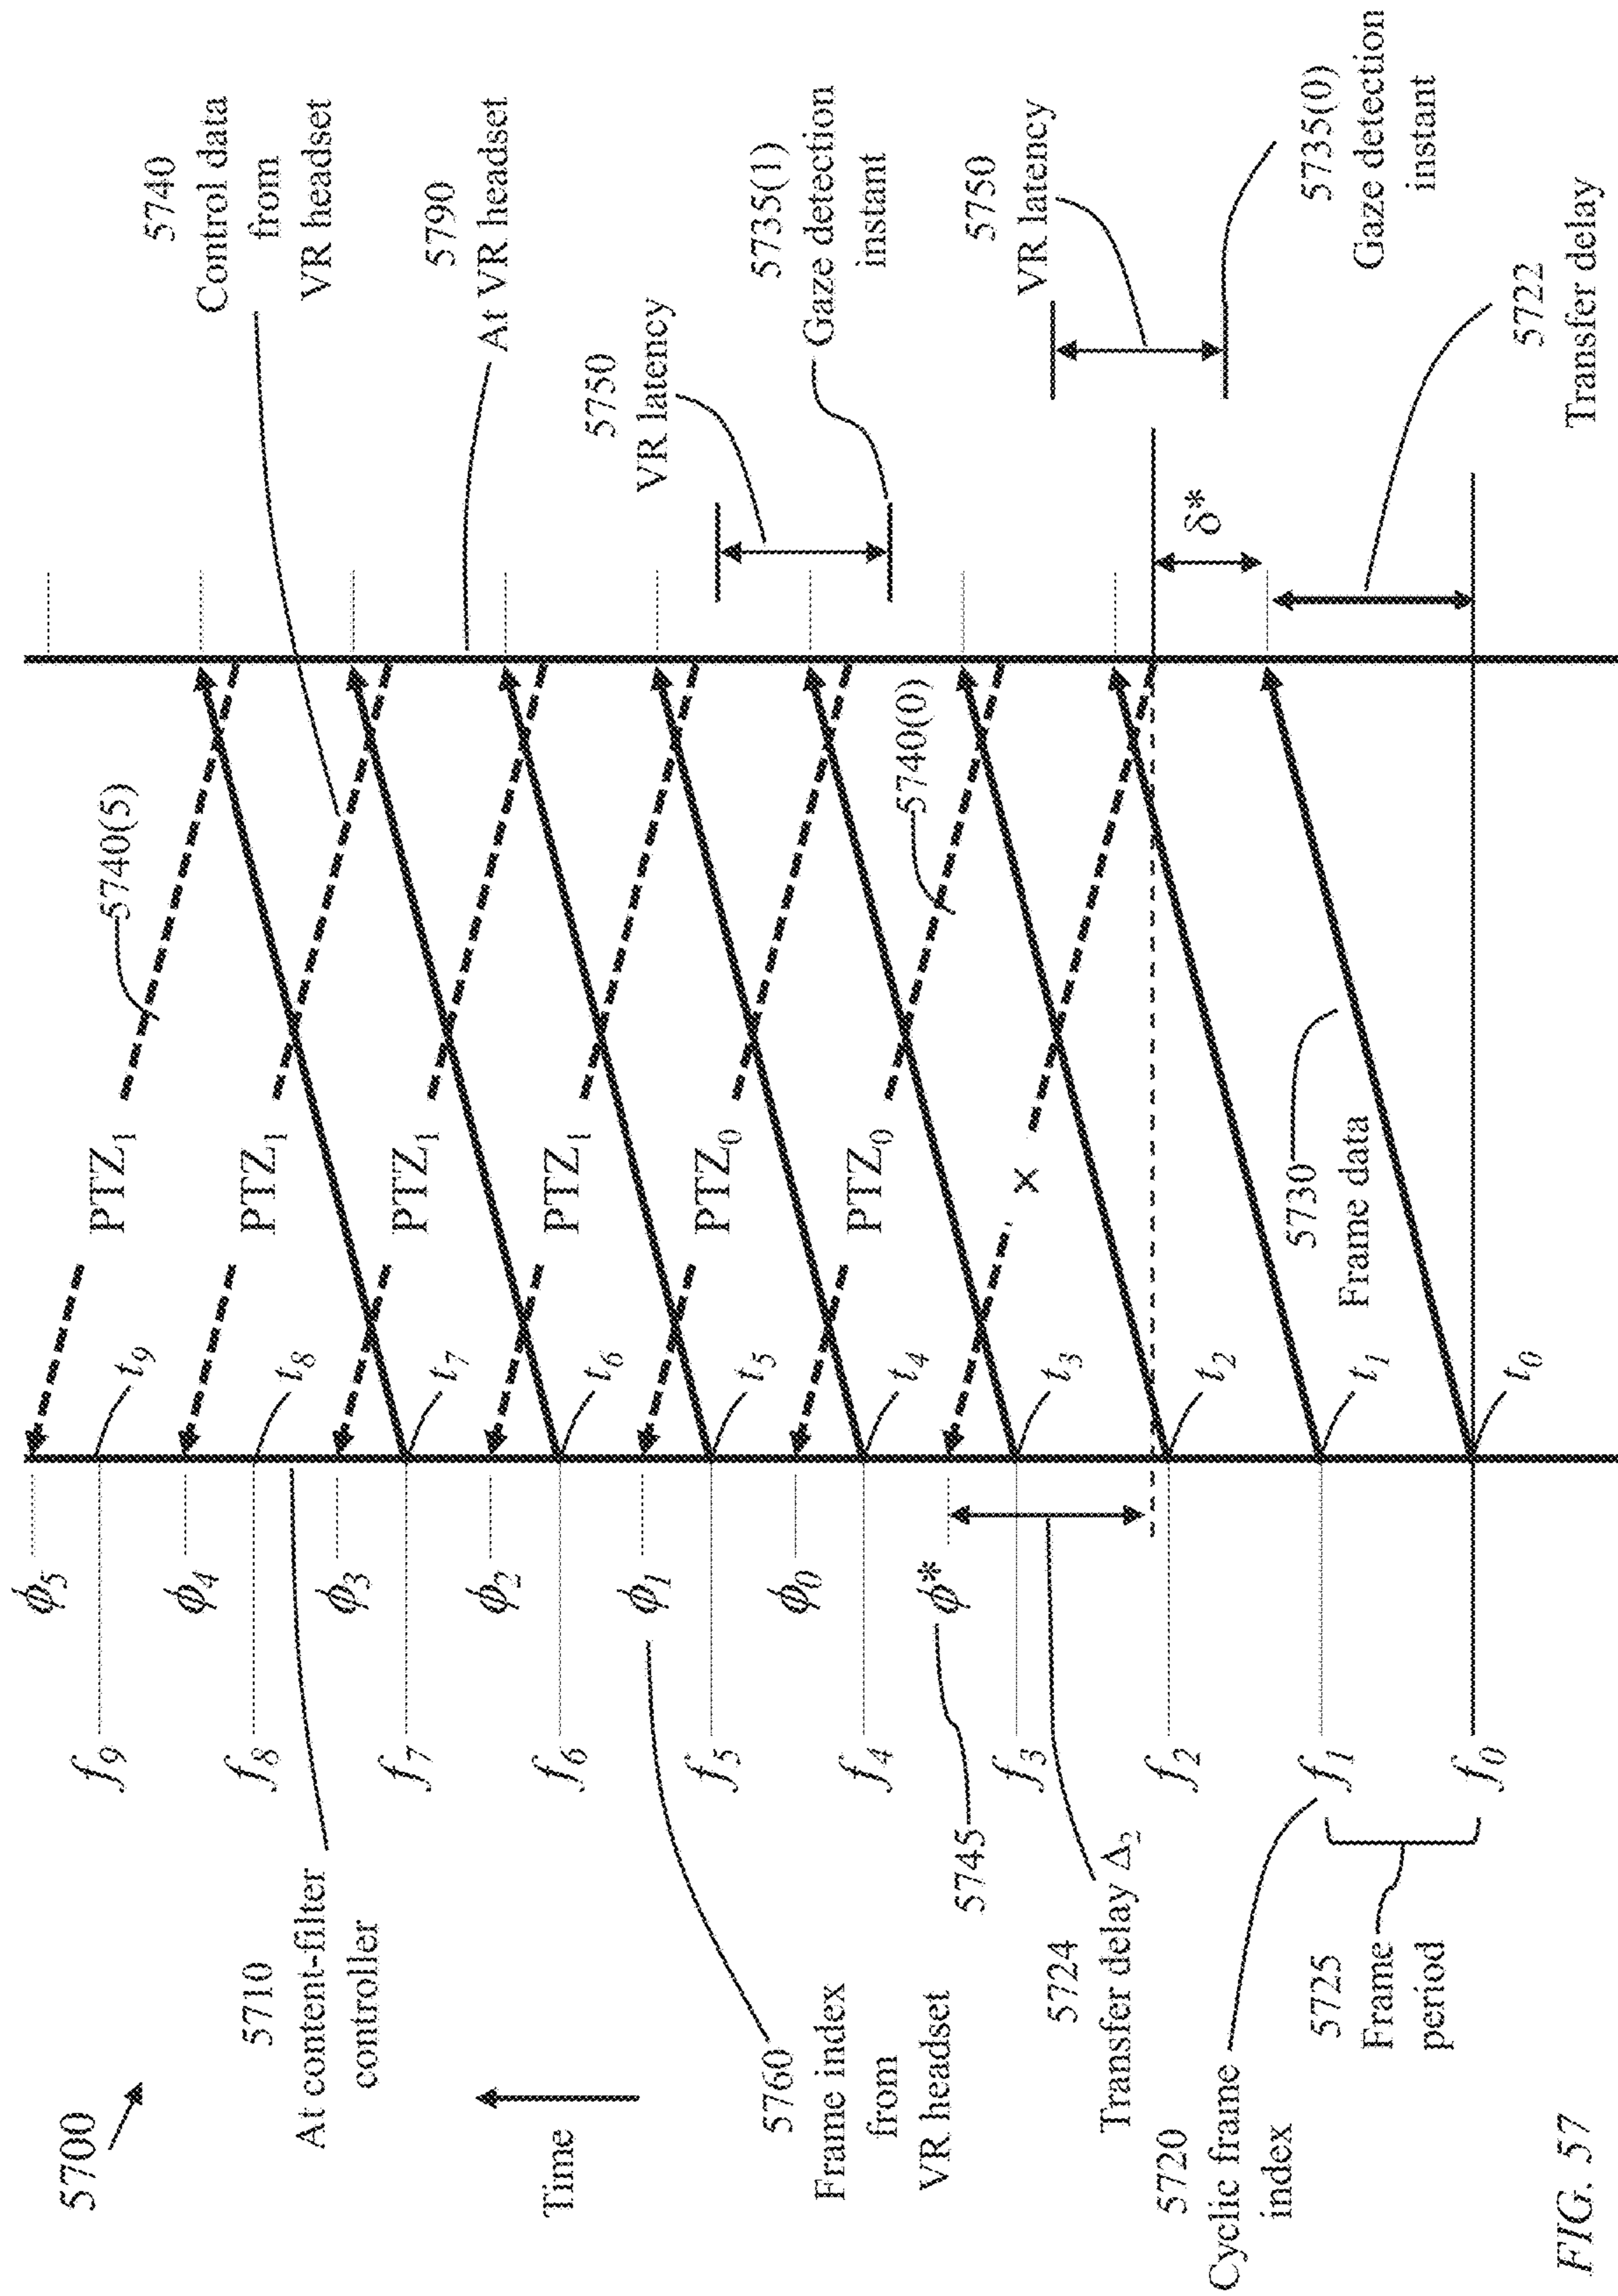 5700
5710
At content-filter
controller
Time
5760
Frame index
from
VR headset
5724
Transfer delay Δ₂
5720
Cyclic frame
index
5725
Frame
period
5745
f₉
f₈
f₇
f₆
f₅
f₄
f₃
f₂
f₁
f₀
ϕ₅
ϕ₄
ϕ₃
ϕ₂
ϕ₁
ϕ₀
ϕ*
t₉
t₈
t₇
t₆
t₅
t₄
t₃
t₂
t₁
t₀
PTZ₁
PTZ₁
PTZ₁
PTZ₁
PTZ₀
PTZ₀
×
5730
Frame data
5740(5)
5740(0)
5740
Control data
from
VR headset
5790
At VR headset
5750
VR latency
5735(1)
Gaze detection
instant
5750
VR latency
δ*
5735(0)
Gaze detection
instant
5722
Transfer delay
FIG. 57